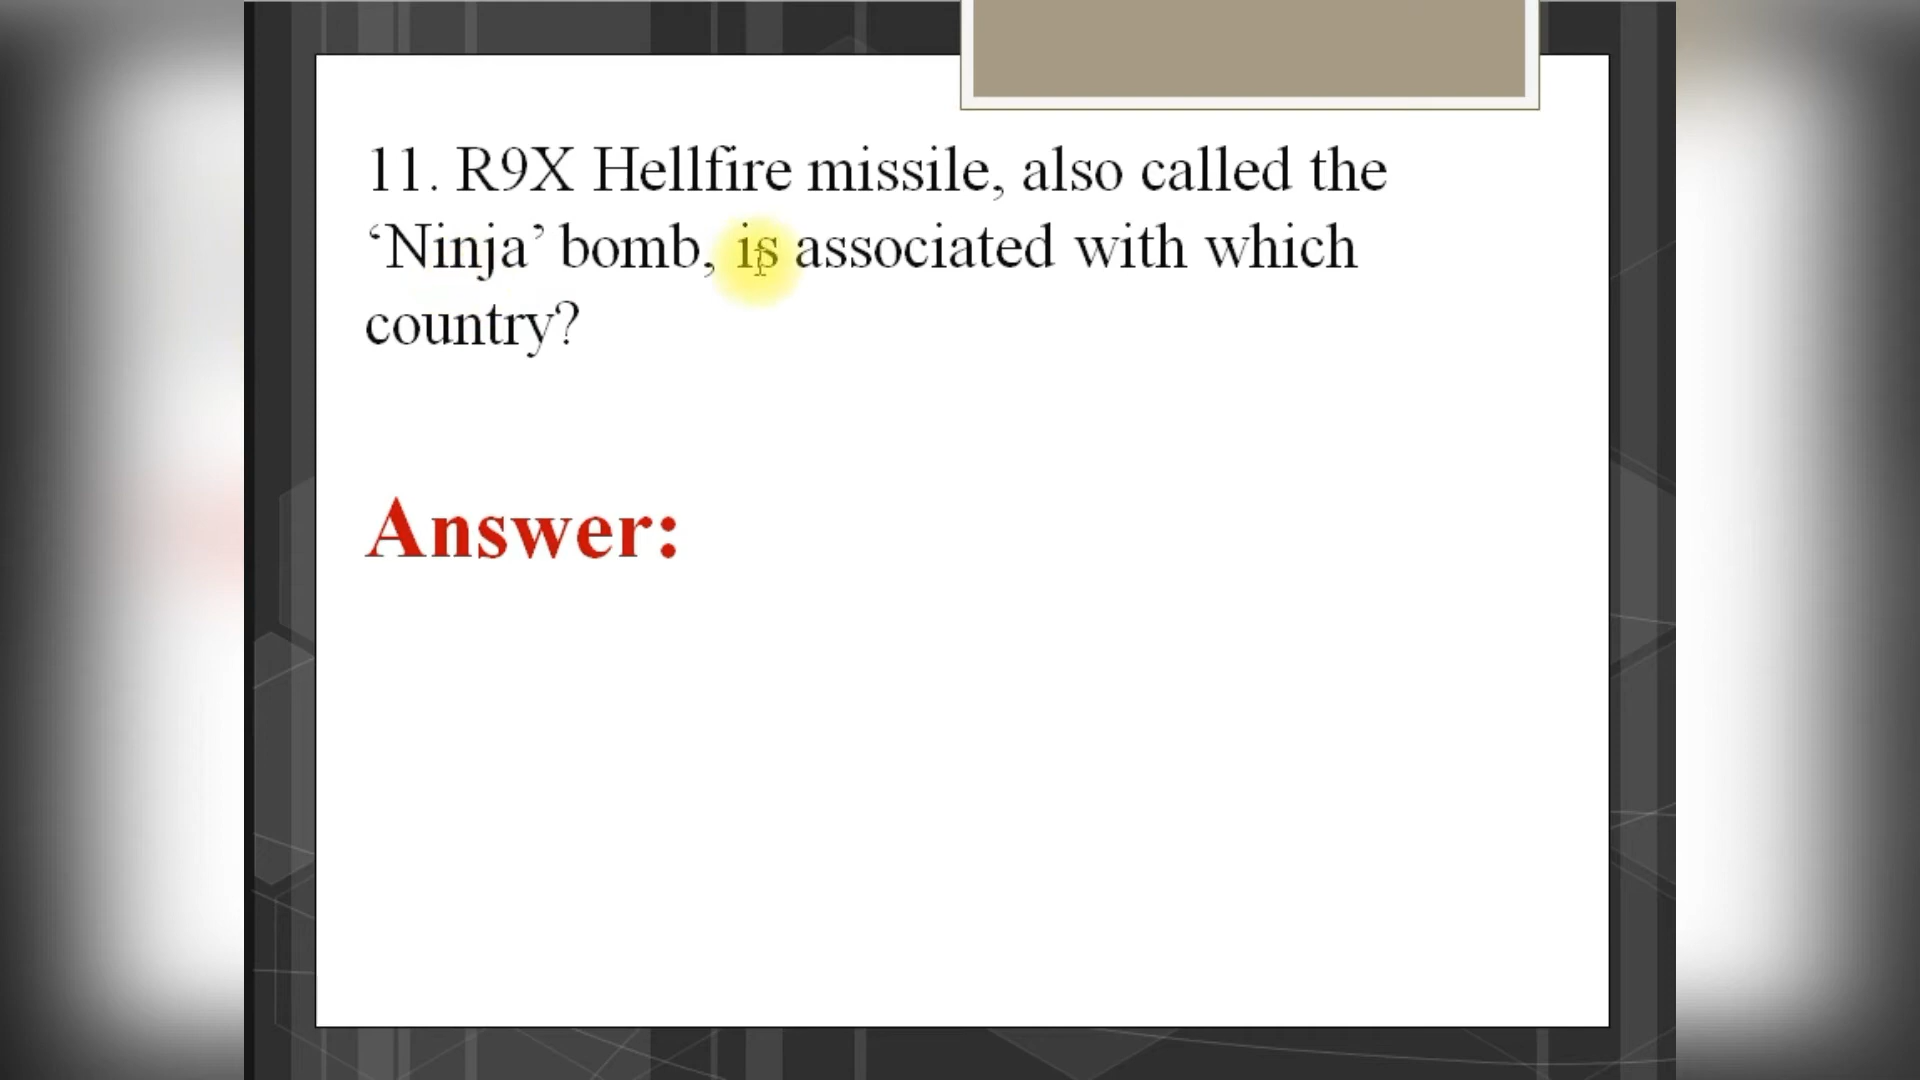 11. R9X Hellfire missile, also called the
‘Ninja’ bomb, is associated with which
country?
Answer: